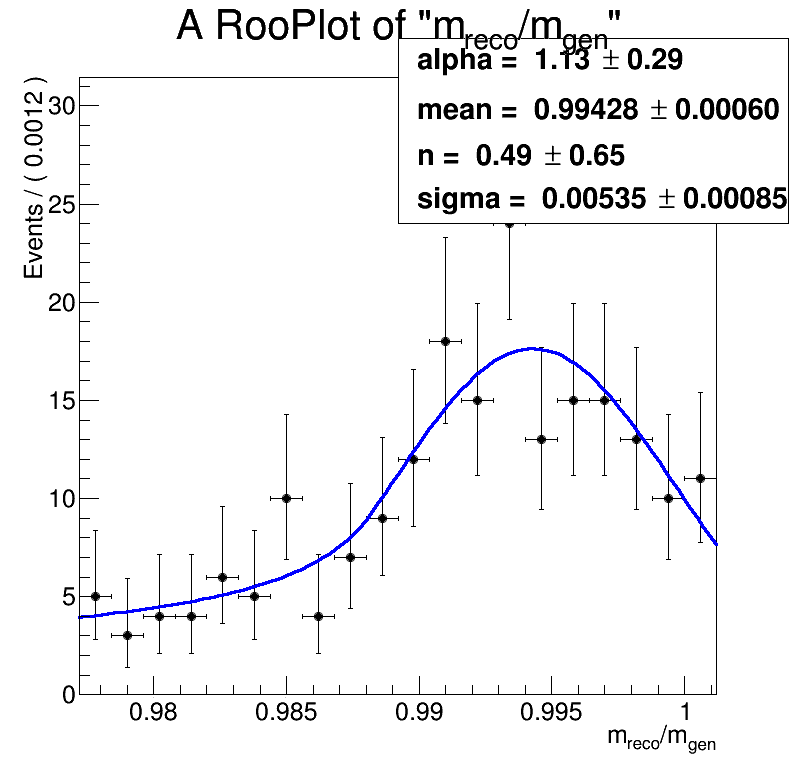 A RooPlot of "m_reco/m_gen"
alpha = 1.13 ± 0.29
mean = 0.99428 ± 0.00060
n = 0.49 ± 0.65
sigma = 0.00535 ± 0.00085
Events / ( 0.0012 )
30
25
20
15
10
5
0
0.98 0.985 0.99 0.995 1
m_reco/m_gen